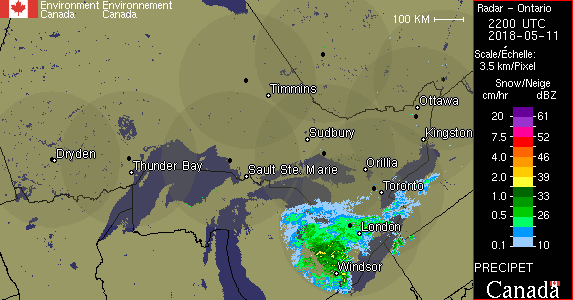 Environment Environnement
Canada Canada
100 KM
Timmins
Ottawa
Sudbury
Kingston
Dryden
Thunder Bay
Sault Ste. Marie
Orillia
Toronto
London
Windsor
Radar - Ontario
2200 UTC
2018-05-11
Scale/Échelle:
3.5 km/Pixel
Snow/Neige
cm/hr dBZ
20 61
7.5 52
4.0 46
2.0 39
1.0 33
0.5 26
0.1 10
PRECIPET
Canada